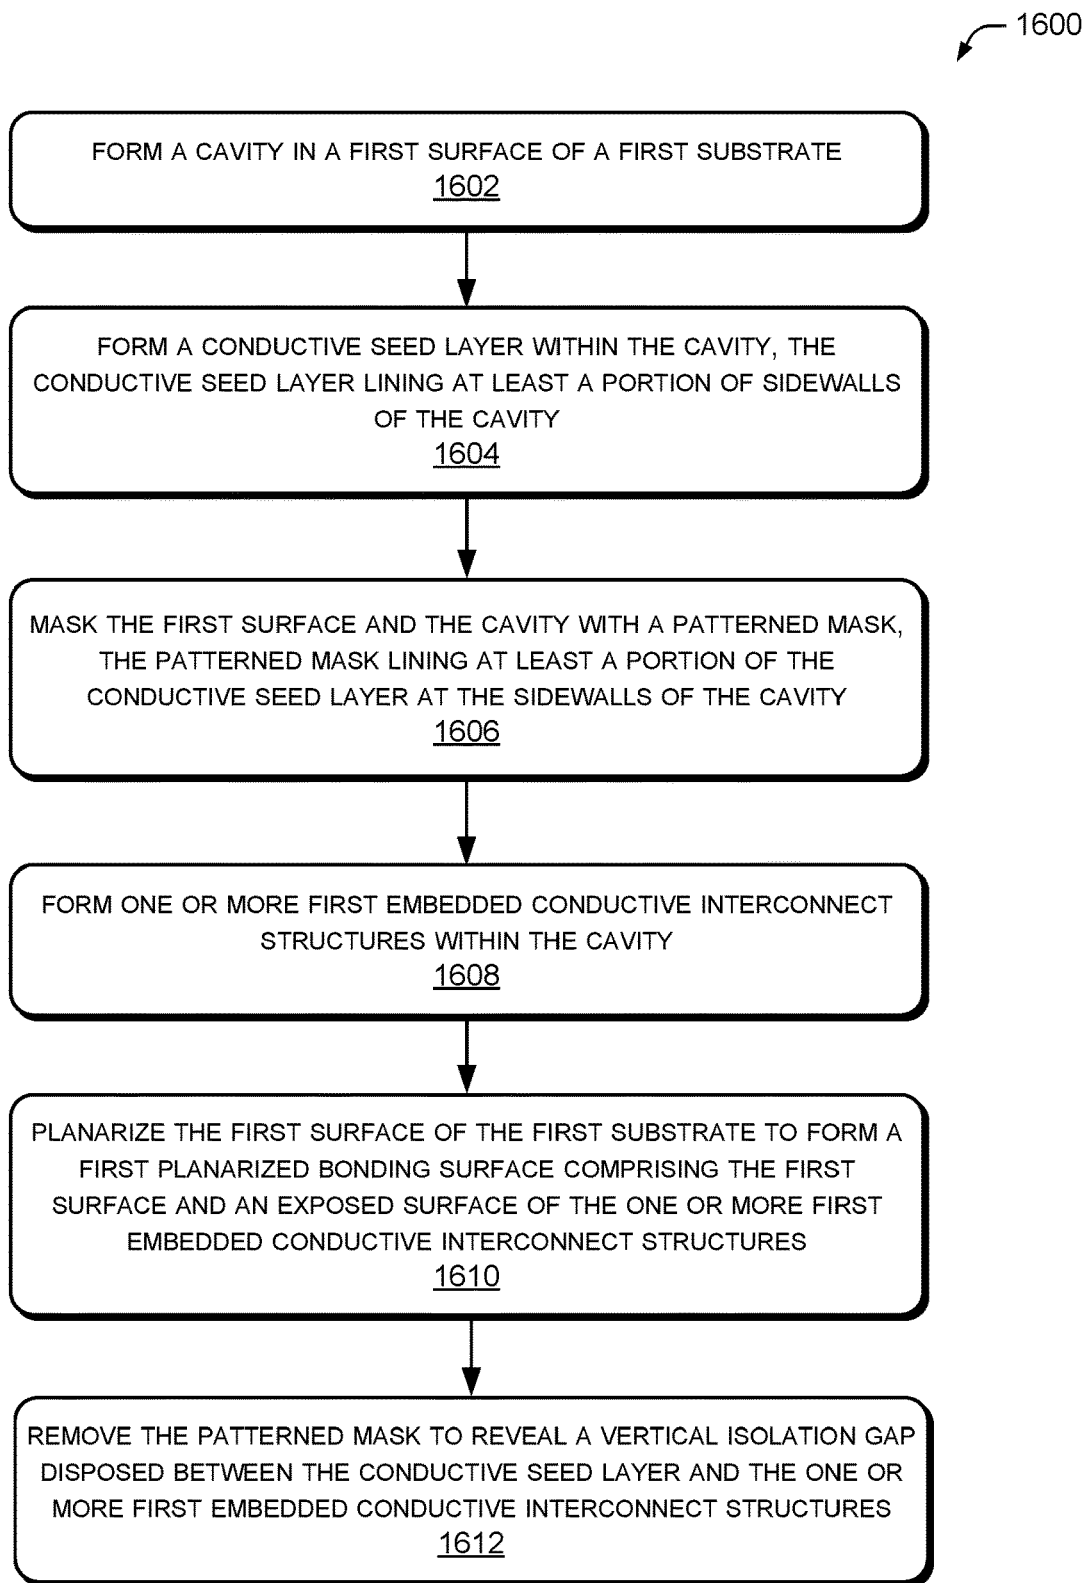 1600
FORM A CAVITY IN A FIRST SURFACE OF A FIRST SUBSTRATE
1602
FORM A CONDUCTIVE SEED LAYER WITHIN THE CAVITY, THE
CONDUCTIVE SEED LAYER LINING AT LEAST A PORTION OF SIDEWALLS
OF THE CAVITY
1604
MASK THE FIRST SURFACE AND THE CAVITY WITH A PATTERNED MASK,
THE PATTERNED MASK LINING AT LEAST A PORTION OF THE
CONDUCTIVE SEED LAYER AT THE SIDEWALLS OF THE CAVITY
1606
FORM ONE OR MORE FIRST EMBEDDED CONDUCTIVE INTERCONNECT
STRUCTURES WITHIN THE CAVITY
1608
PLANARIZE THE FIRST SURFACE OF THE FIRST SUBSTRATE TO FORM A
FIRST PLANARIZED BONDING SURFACE COMPRISING THE FIRST
SURFACE AND AN EXPOSED SURFACE OF THE ONE OR MORE FIRST
EMBEDDED CONDUCTIVE INTERCONNECT STRUCTURES
1610
REMOVE THE PATTERNED MASK TO REVEAL A VERTICAL ISOLATION GAP
DISPOSED BETWEEN THE CONDUCTIVE SEED LAYER AND THE ONE OR
MORE FIRST EMBEDDED CONDUCTIVE INTERCONNECT STRUCTURES
1612